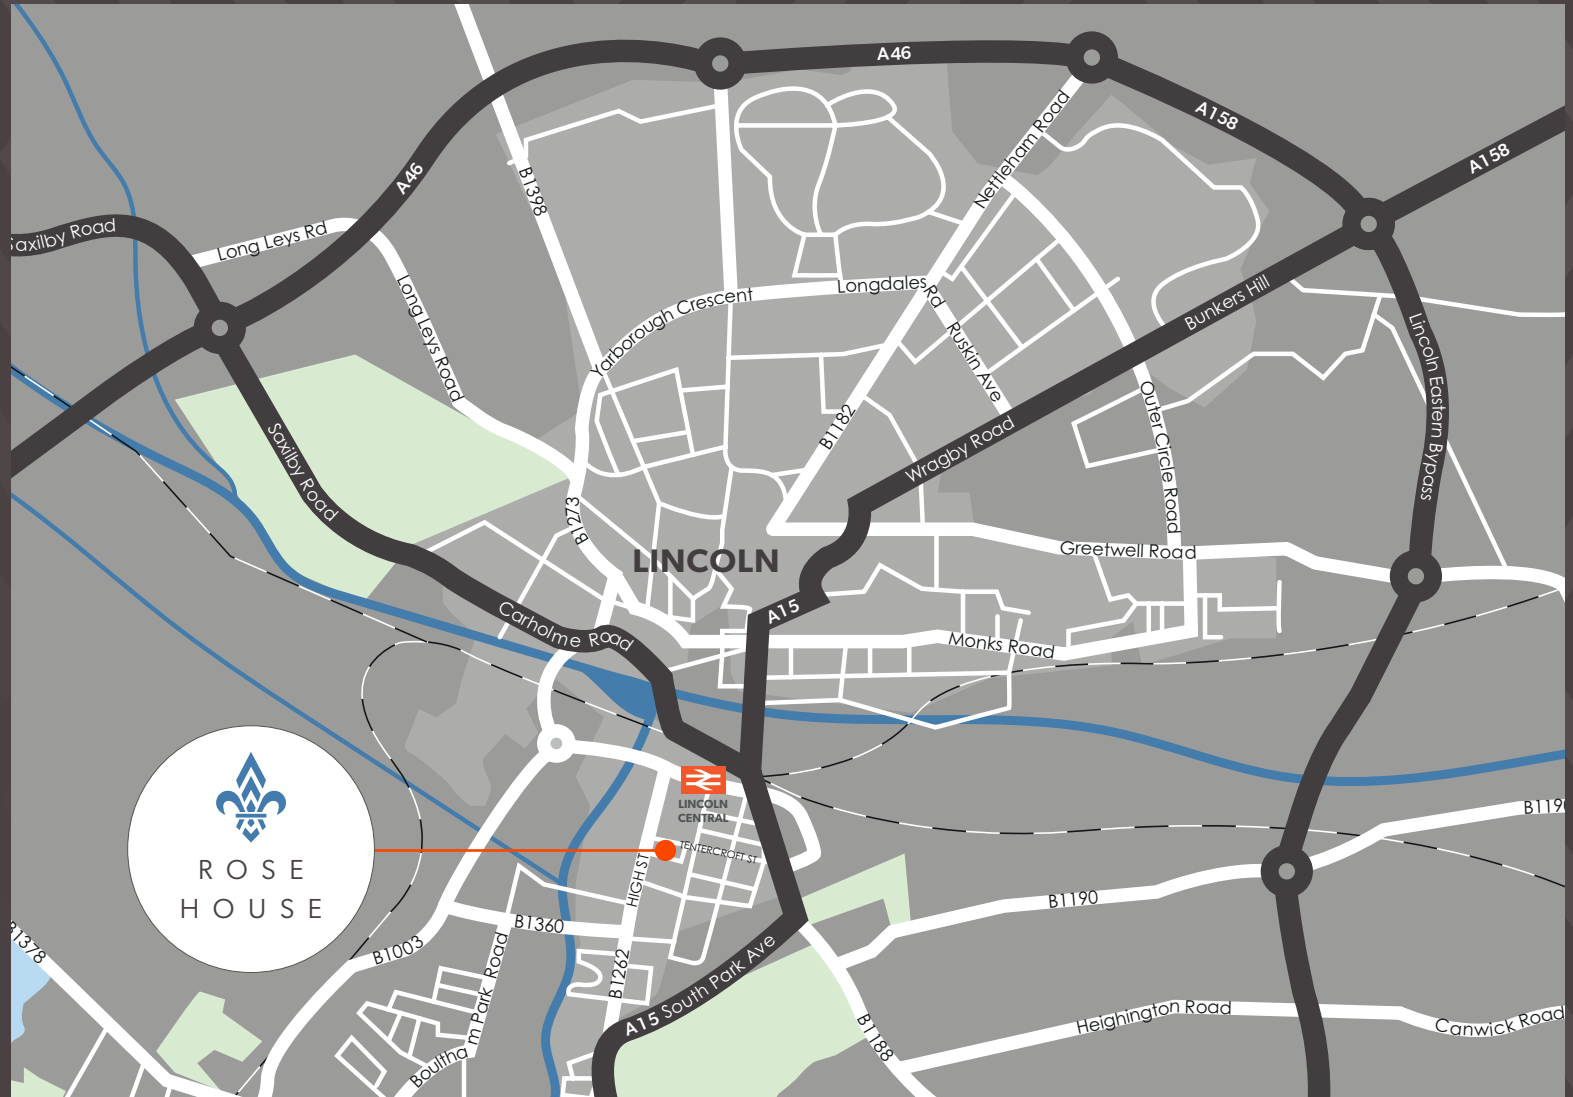 A46
A46
A158
A158
Saxilby Road
Long Leys Rd
B1398
Nettleham Road
Long Leys Road
Yarborough Crescent
Longdales Rd
Ruskin Ave
Bunkers Hill
Lincoln Eastern Bypass
Outer Circle Road
B1182
Wragby Road
Saxilby Road
B1273
LINCOLN
Greetwell Road
A15
Carholme Road
Monks Road
ROSE
HOUSE
LINCOLN
CENTRAL
TENTERCROFT ST
HIGH ST
B1190
B1190
B1360
B1003
B1378
Boultham Park Road
B1262
A15 South Park Ave
B1188
Heighington Road
Canwick Road